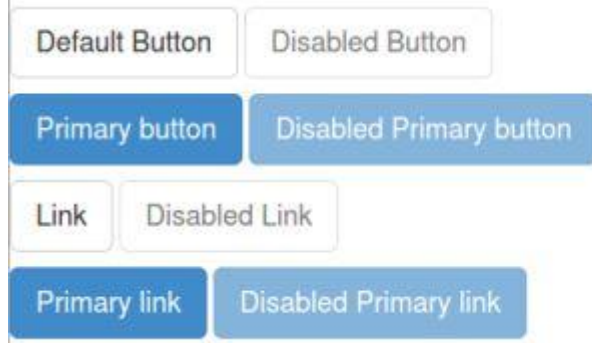 Default Button Disabled Button
Primary button Disabled Primary button
Link Disabled Link
Primary link Disabled Primary link